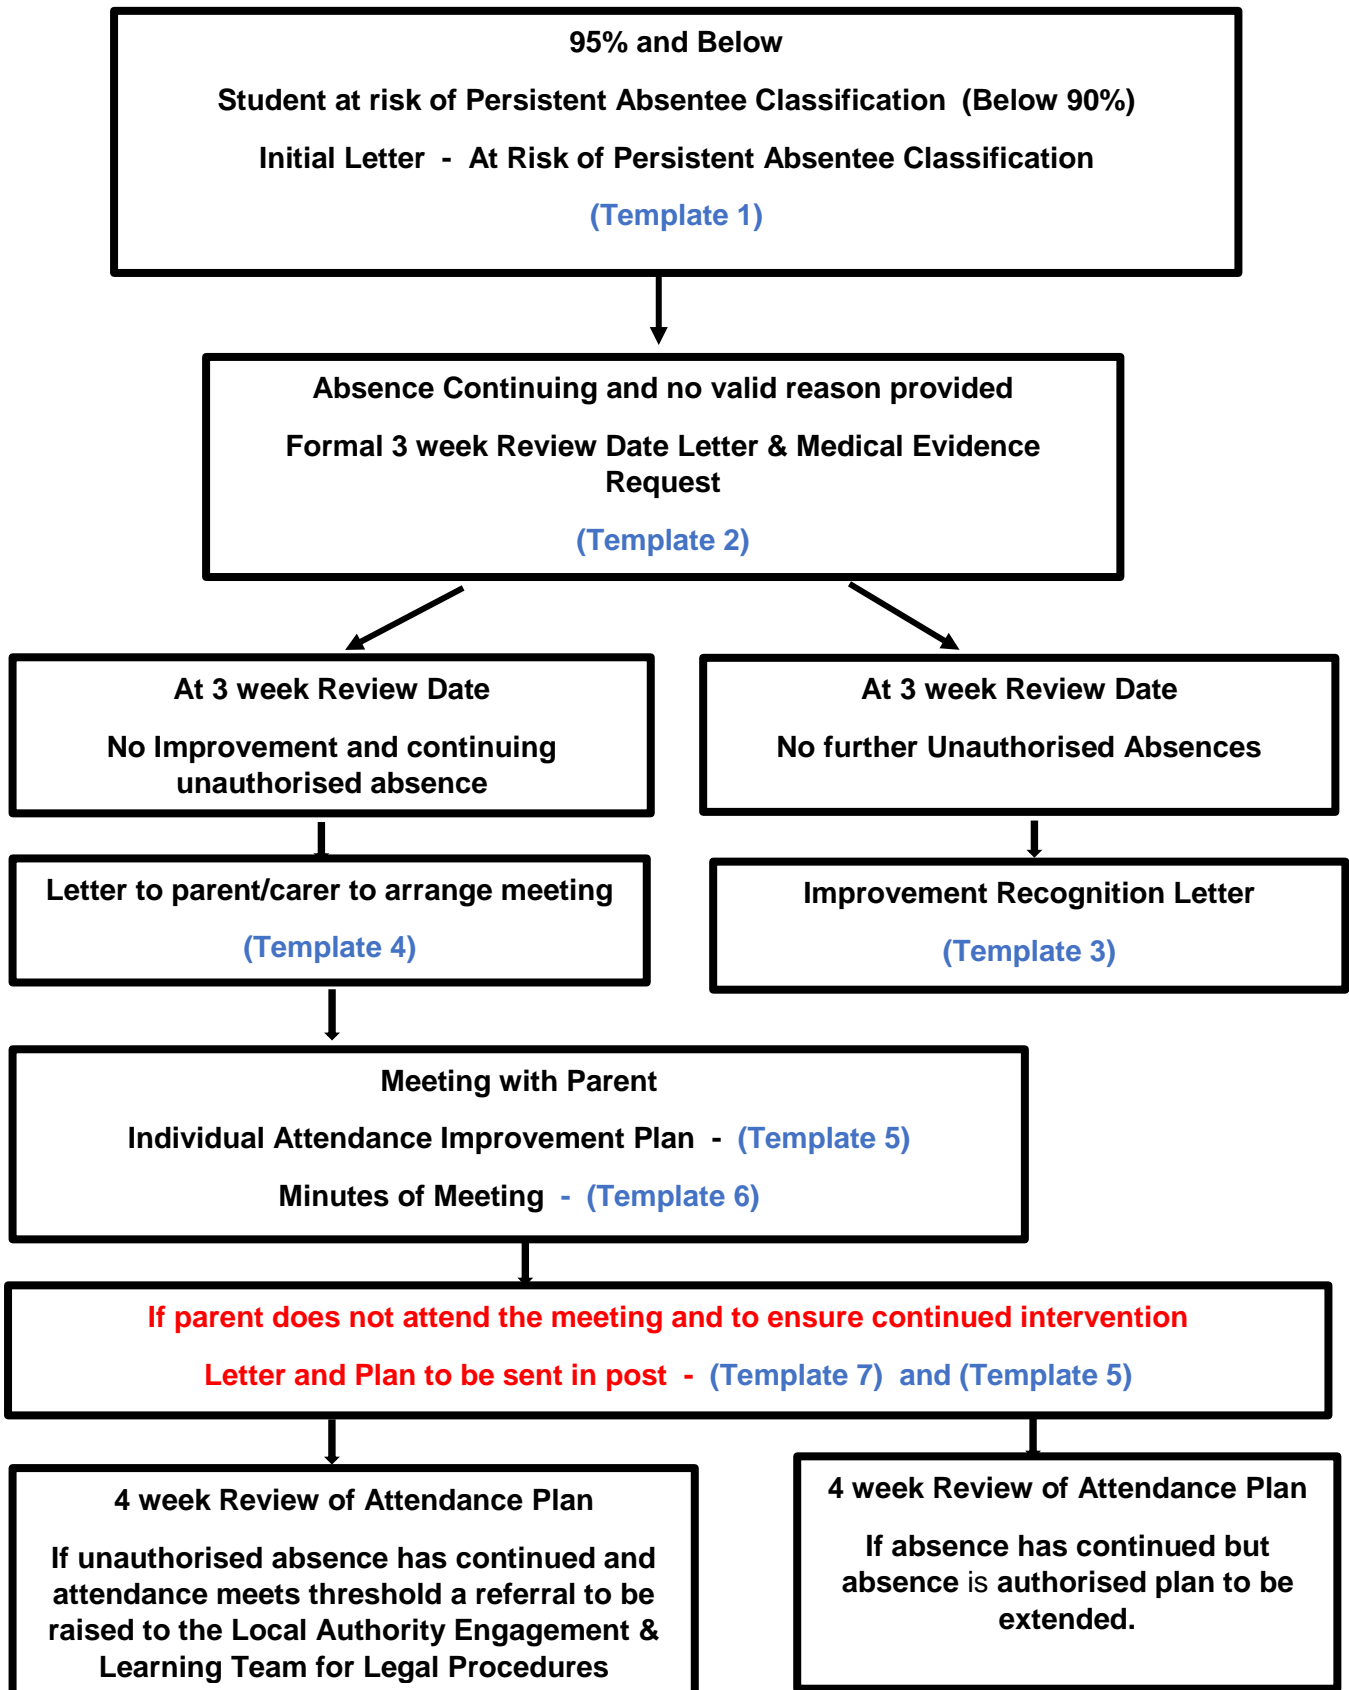 95% and Below
Student at risk of Persistent Absentee Classification (Below 90%)
Initial Letter - At Risk of Persistent Absentee Classification
(Template 1)
Absence Continuing and no valid reason provided
Formal 3 week Review Date Letter & Medical Evidence
Request
(Template 2)
At 3 week Review Date
No Improvement and continuing
unauthorised absence
At 3 week Review Date
No further Unauthorised Absences
Letter to parent/carer to arrange meeting
(Template 4)
Improvement Recognition Letter
(Template 3)
Meeting with Parent
Individual Attendance Improvement Plan - (Template 5)
Minutes of Meeting - (Template 6)
If parent does not attend the meeting and to ensure continued intervention
Letter and Plan to be sent in post - (Template 7) and (Template 5)
4 week Review of Attendance Plan
If unauthorised absence has continued and
attendance meets threshold a referral to be
raised to the Local Authority Engagement &
Learning Team for Legal Procedures
4 week Review of Attendance Plan
If absence has continued but
absence is authorised plan to be
extended.